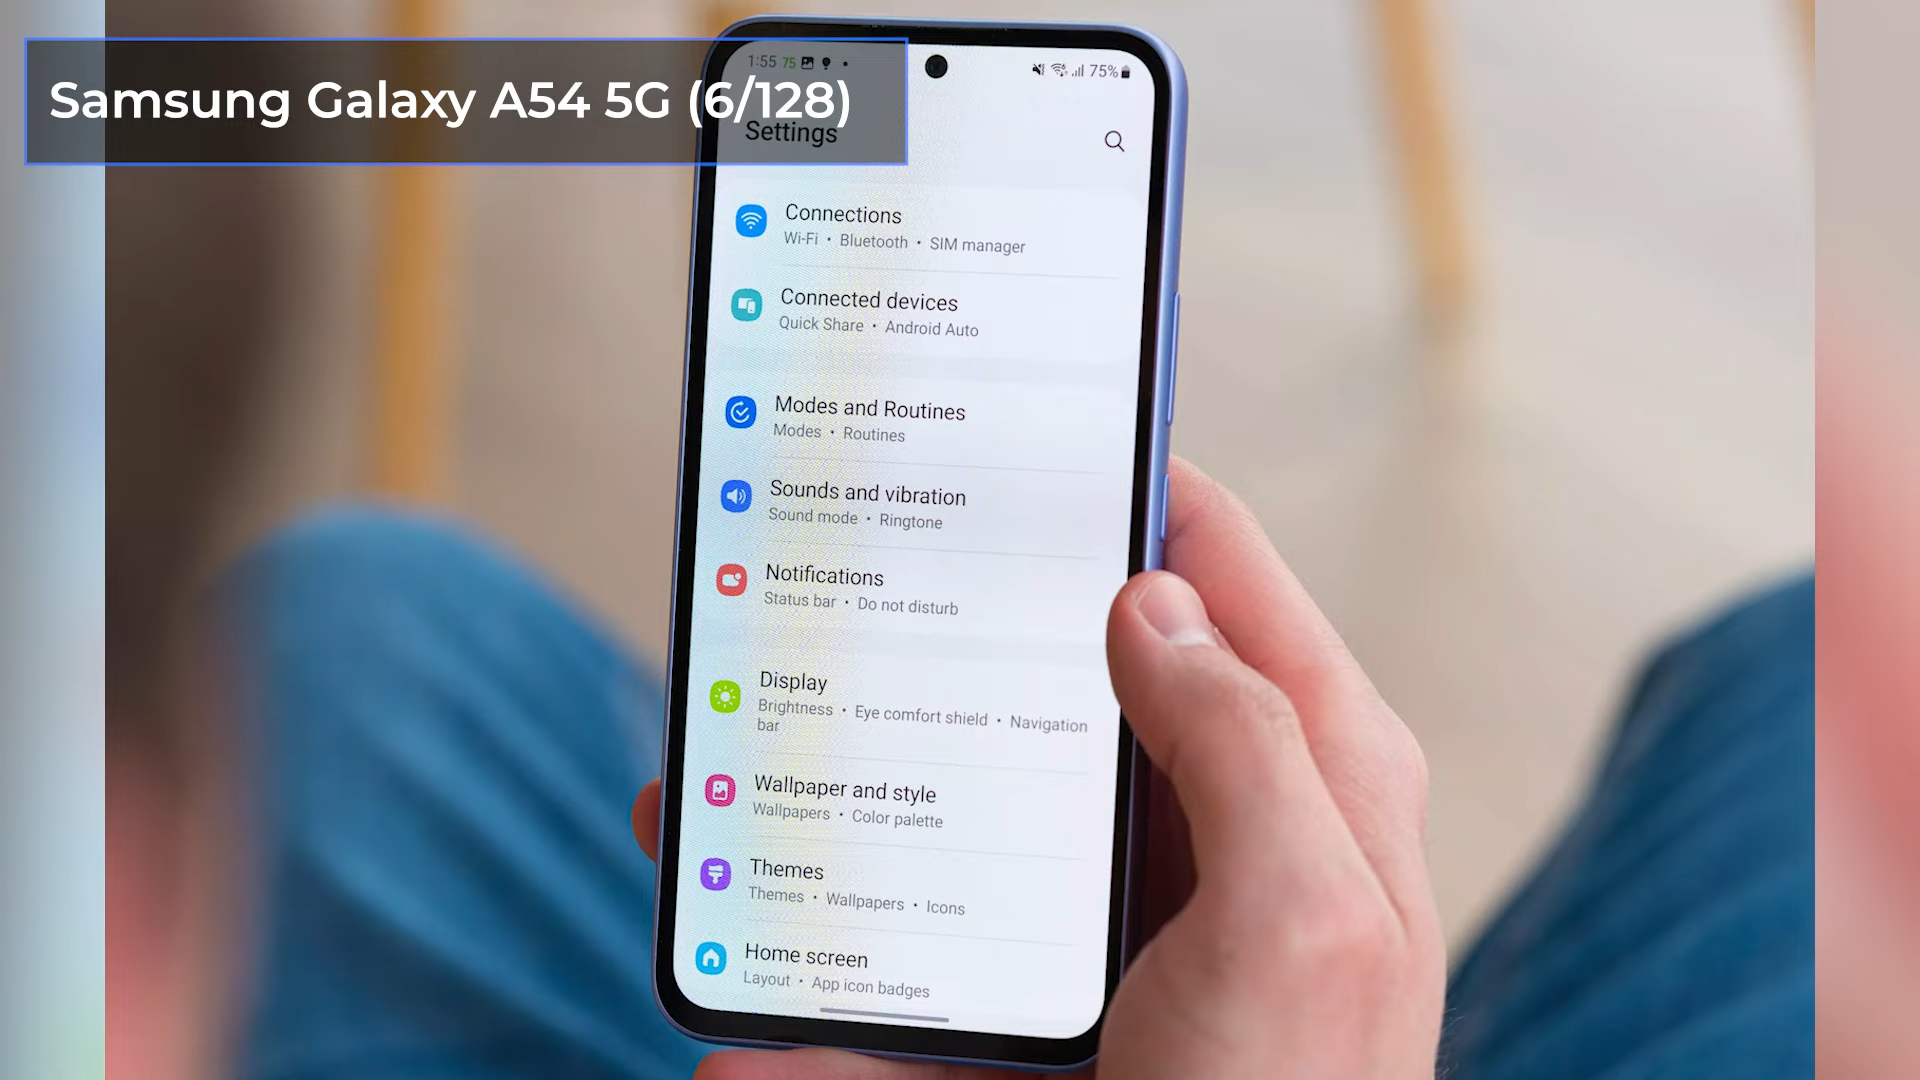 Samsung Galaxy A54 5G (6/128)
1:55 75
75%
Settings
Connections
Wi-Fi • Bluetooth • SIM manager
Connected devices
Quick Share • Android Auto
Modes and Routines
Modes • Routines
Sounds and vibration
Sound mode • Ringtone
Notifications
Status bar • Do not disturb
Display
Brightness • Eye comfort shield • Navigation
bar
Wallpaper and style
Wallpapers • Color palette
Themes
Themes • Wallpapers • Icons
Home screen
Layout • App icon badges